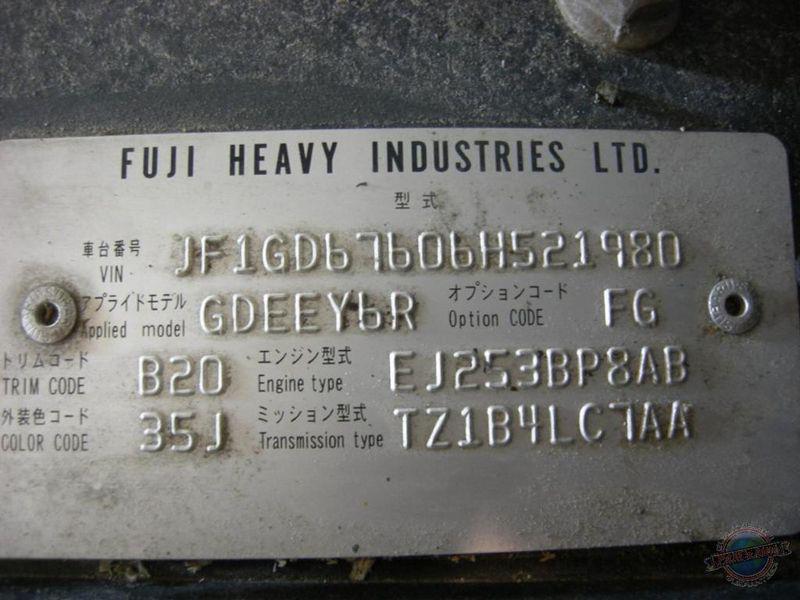 FUJI HEAVY INDUSTRIES LTD.
型式
車台番号 VIN JF1GD67606H521980
アプライドモデル Applied model GDEEY6R オプションコード Option CODE FG
トリムコード TRIM CODE B20 エンジン型式 Engine type EJ253BP8AB
外装色コード COLOR CODE 35J ミッション型式 Transmission type TZ1B4LC7AA